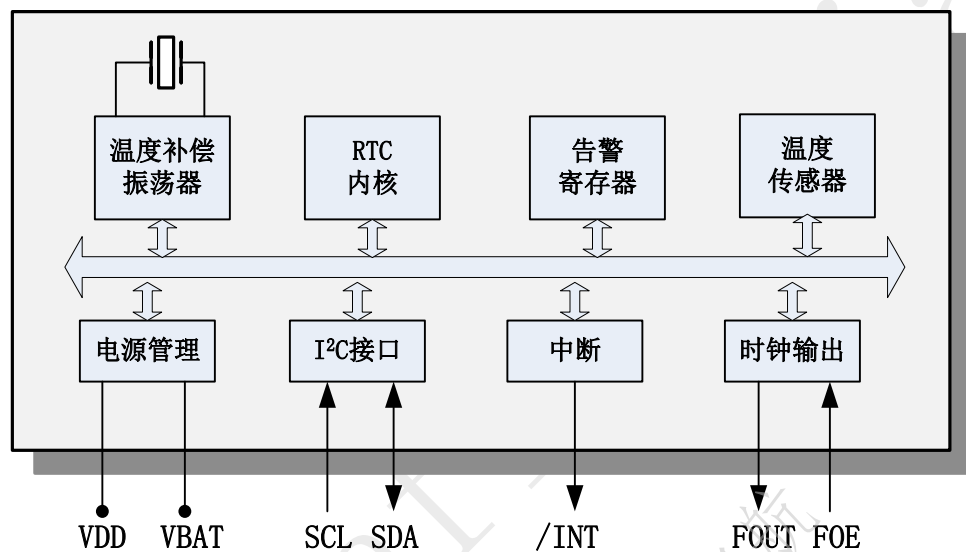 温度补偿
振荡器
RTC
内核
告警
寄存器
温度
传感器
电源管理
I²C接口
中断
时钟输出
VDD VBAT SCL SDA /INT FOUT FOE